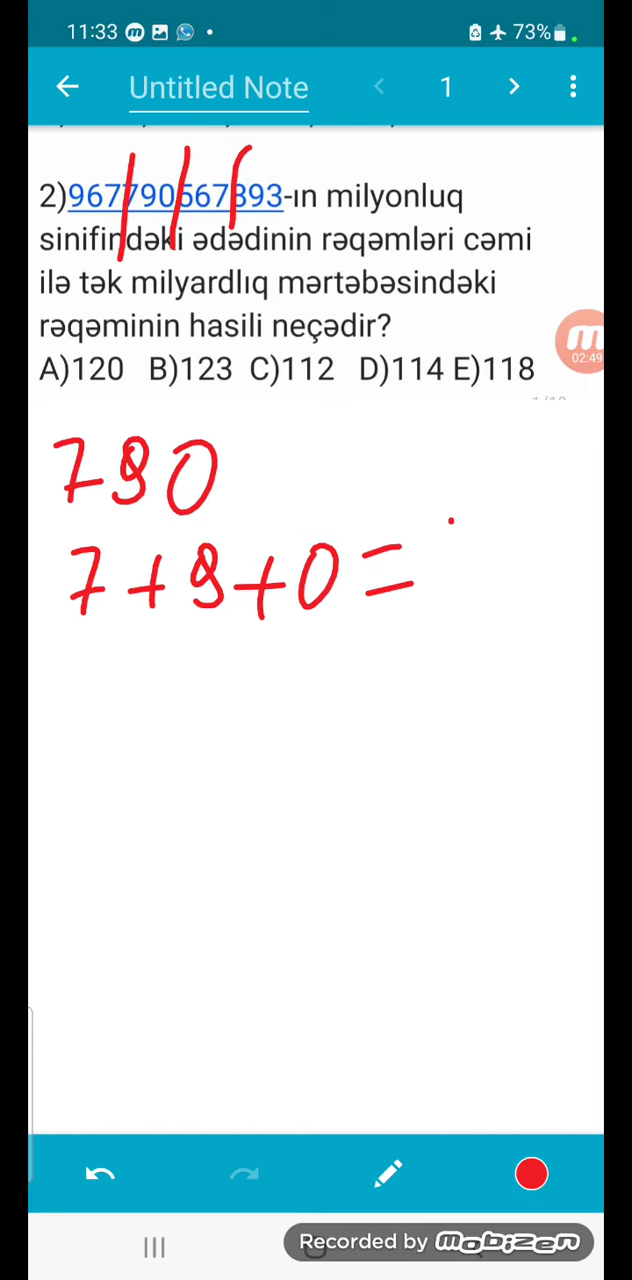 11:33 73%
Untitled Note 1
2)967790567893-ın milyonluq
sinifindəki ədədinin rəqəmləri cəmi
ilə tək milyardlıq mərtəbəsindəki
rəqəminin hasili neçədir?
A)120 B)123 C)112 D)114 E)118
02:49
790
7+9+0=
Recorded by mobizen